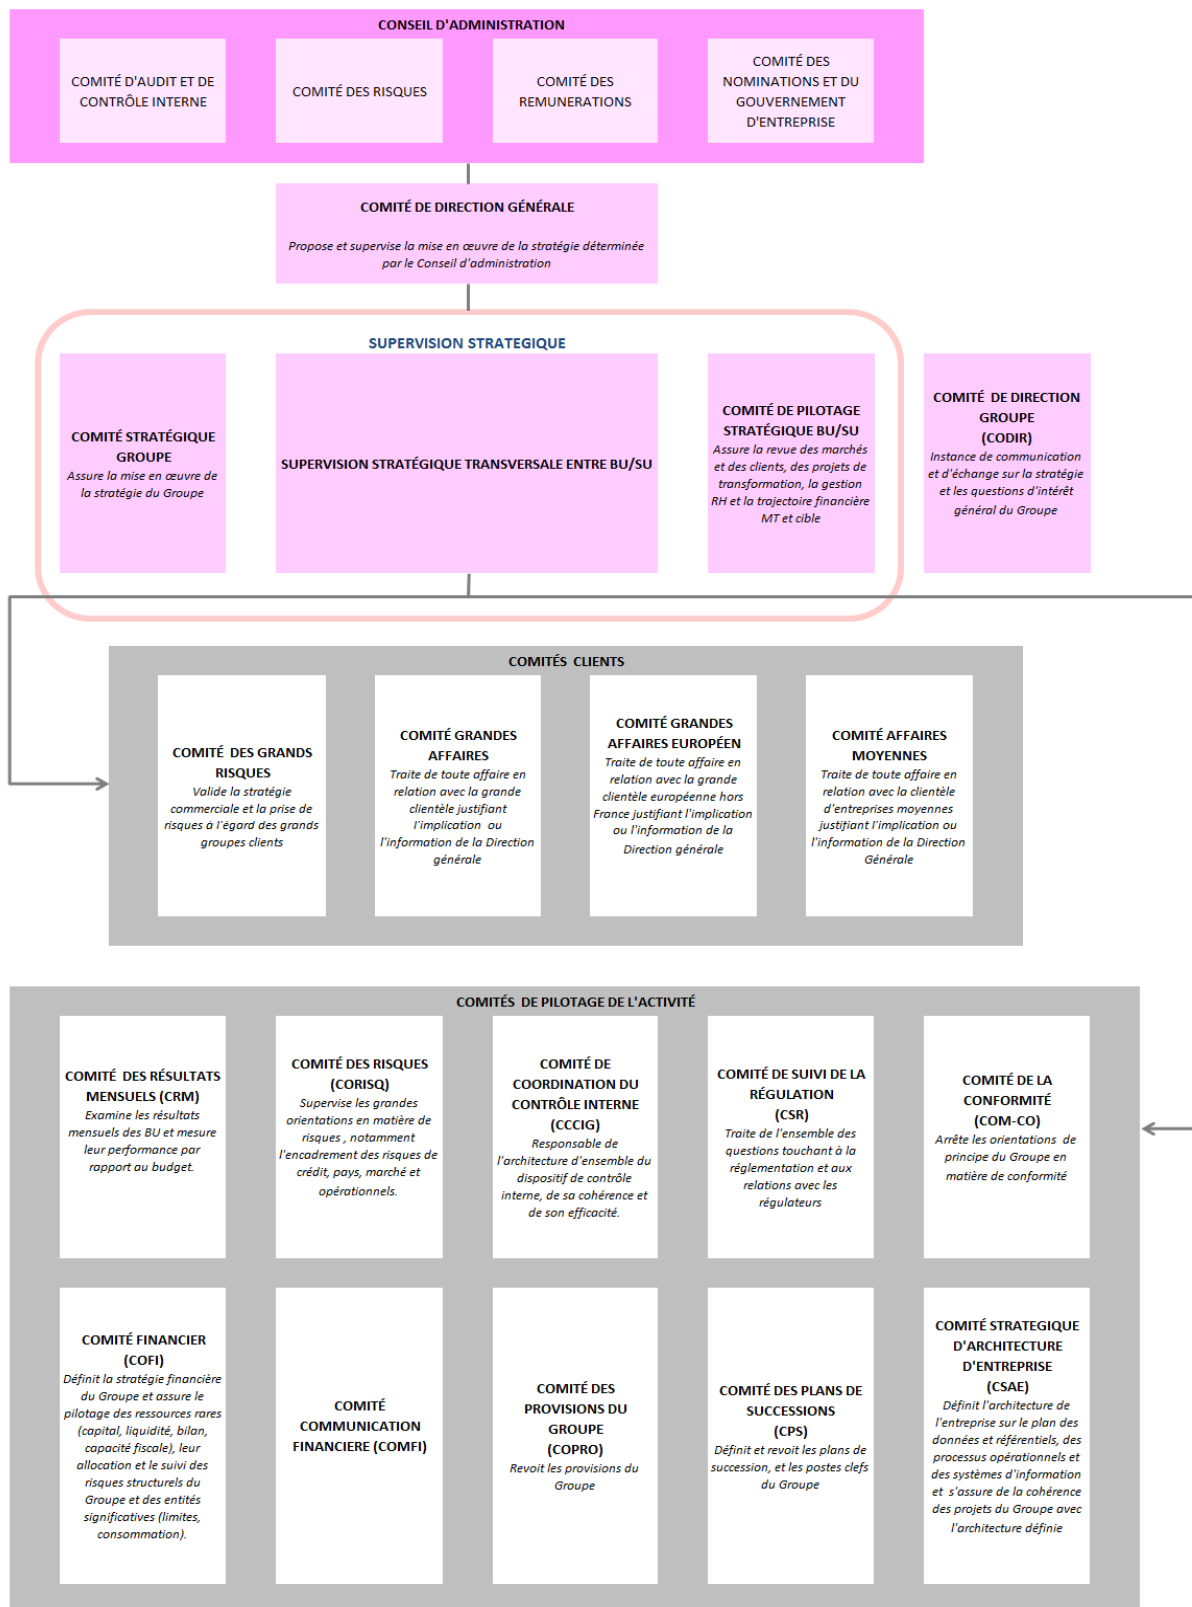 CONSEIL D'ADMINISTRATION
COMITÉ D'AUDIT ET DE
CONTRÔLE INTERNE
COMITÉ DES RISQUES
COMITÉ DES
REMUNERATIONS
COMITÉ DES
NOMINATIONS ET DU
GOUVERNEMENT
D'ENTREPRISE
COMITÉ DE DIRECTION GÉNÉRALE
Propose et supervise la mise en œuvre de la stratégie déterminée
par le Conseil d'administration
SUPERVISION STRATEGIQUE
COMITÉ STRATÉGIQUE
GROUPE
Assure la mise en œuvre de
la stratégie du Groupe
SUPERVISION STRATÉGIQUE TRANSVERSALE ENTRE BU/SU
COMITÉ DE PILOTAGE
STRATÉGIQUE BU/SU
Assure la revue des marchés
et des clients, des projets de
transformation, la gestion
RH et la trajectoire financière
MT et cible
COMITÉ DE DIRECTION
GROUPE
(CODIR)
Instance de communication
et d'échange sur la stratégie
et les questions d'intérêt
général du Groupe
COMITÉS CLIENTS
COMITÉ DES GRANDS
RISQUES
Valide la stratégie
commerciale et la prise de
risques à l'égard des grands
groupes clients
COMITÉ GRANDES
AFFAIRES
Traite de toute affaire en
relation avec la grande
clientèle justifiant
l'implication ou
l'information de la Direction
générale
COMITÉ GRANDES
AFFAIRES EUROPÉEN
Traite de toute affaire en
relation avec la grande
clientèle européenne hors
France justifiant l'implication
ou l'information de la
Direction générale
COMITÉ AFFAIRES
MOYENNES
Traite de toute affaire en
relation avec la clientèle
d'entreprises moyennes
justifiant l'implication ou
l'information de la Direction
Générale
COMITÉS DE PILOTAGE DE L'ACTIVITÉ
COMITÉ DES RÉSULTATS
MENSUELS (CRM)
Examine les résultats
mensuels des BU et mesure
leur performance par
rapport au budget.
COMITÉ DES RISQUES
(CORISQ)
Supervise les grandes
orientations en matière de
risques , notamment
l'encadrement des risques de
crédit, pays, marché et
opérationnels.
COMITÉ DE
COORDINATION DU
CONTRÔLE INTERNE
(CCCIG)
Responsable de
l'architecture d'ensemble du
dispositif de contrôle
interne, de sa cohérence et
de son efficacité.
COMITÉ DE SUIVI DE LA
RÉGULATION
(CSR)
Traite de l'ensemble des
questions touchant à la
réglementation et aux
relations avec les
régulateurs
COMITÉ DE LA
CONFORMITÉ
(COM-CO)
Arrête les orientations de
principe du Groupe en
matière de conformité
COMITÉ FINANCIER
(COFI)
Définit la stratégie financière
du Groupe et assure le
pilotage des ressources rares
(capital, liquidité, bilan,
capacité fiscale), leur
allocation et le suivi des
risques structurels du
Groupe et des entités
significatives (limites,
consommation).
COMITÉ
COMMUNICATION
FINANCIERE (COMFI)
COMITÉ DES
PROVISIONS DU
GROUPE
(COPRO)
Revoit les provisions du
Groupe
COMITÉ DES PLANS DE
SUCCESSIONS
(CPS)
Définit et revoit les plans de
succession, et les postes clefs
du Groupe
COMITÉ STRATEGIQUE
D'ARCHITECTURE
D'ENTREPRISE
(CSAE)
Définit l'architecture de
l'entreprise sur le plan des
données et référentiels, des
processus opérationnels et
des systèmes d'information
et s'assure de la cohérence
des projets du Groupe avec
l'architecture définie